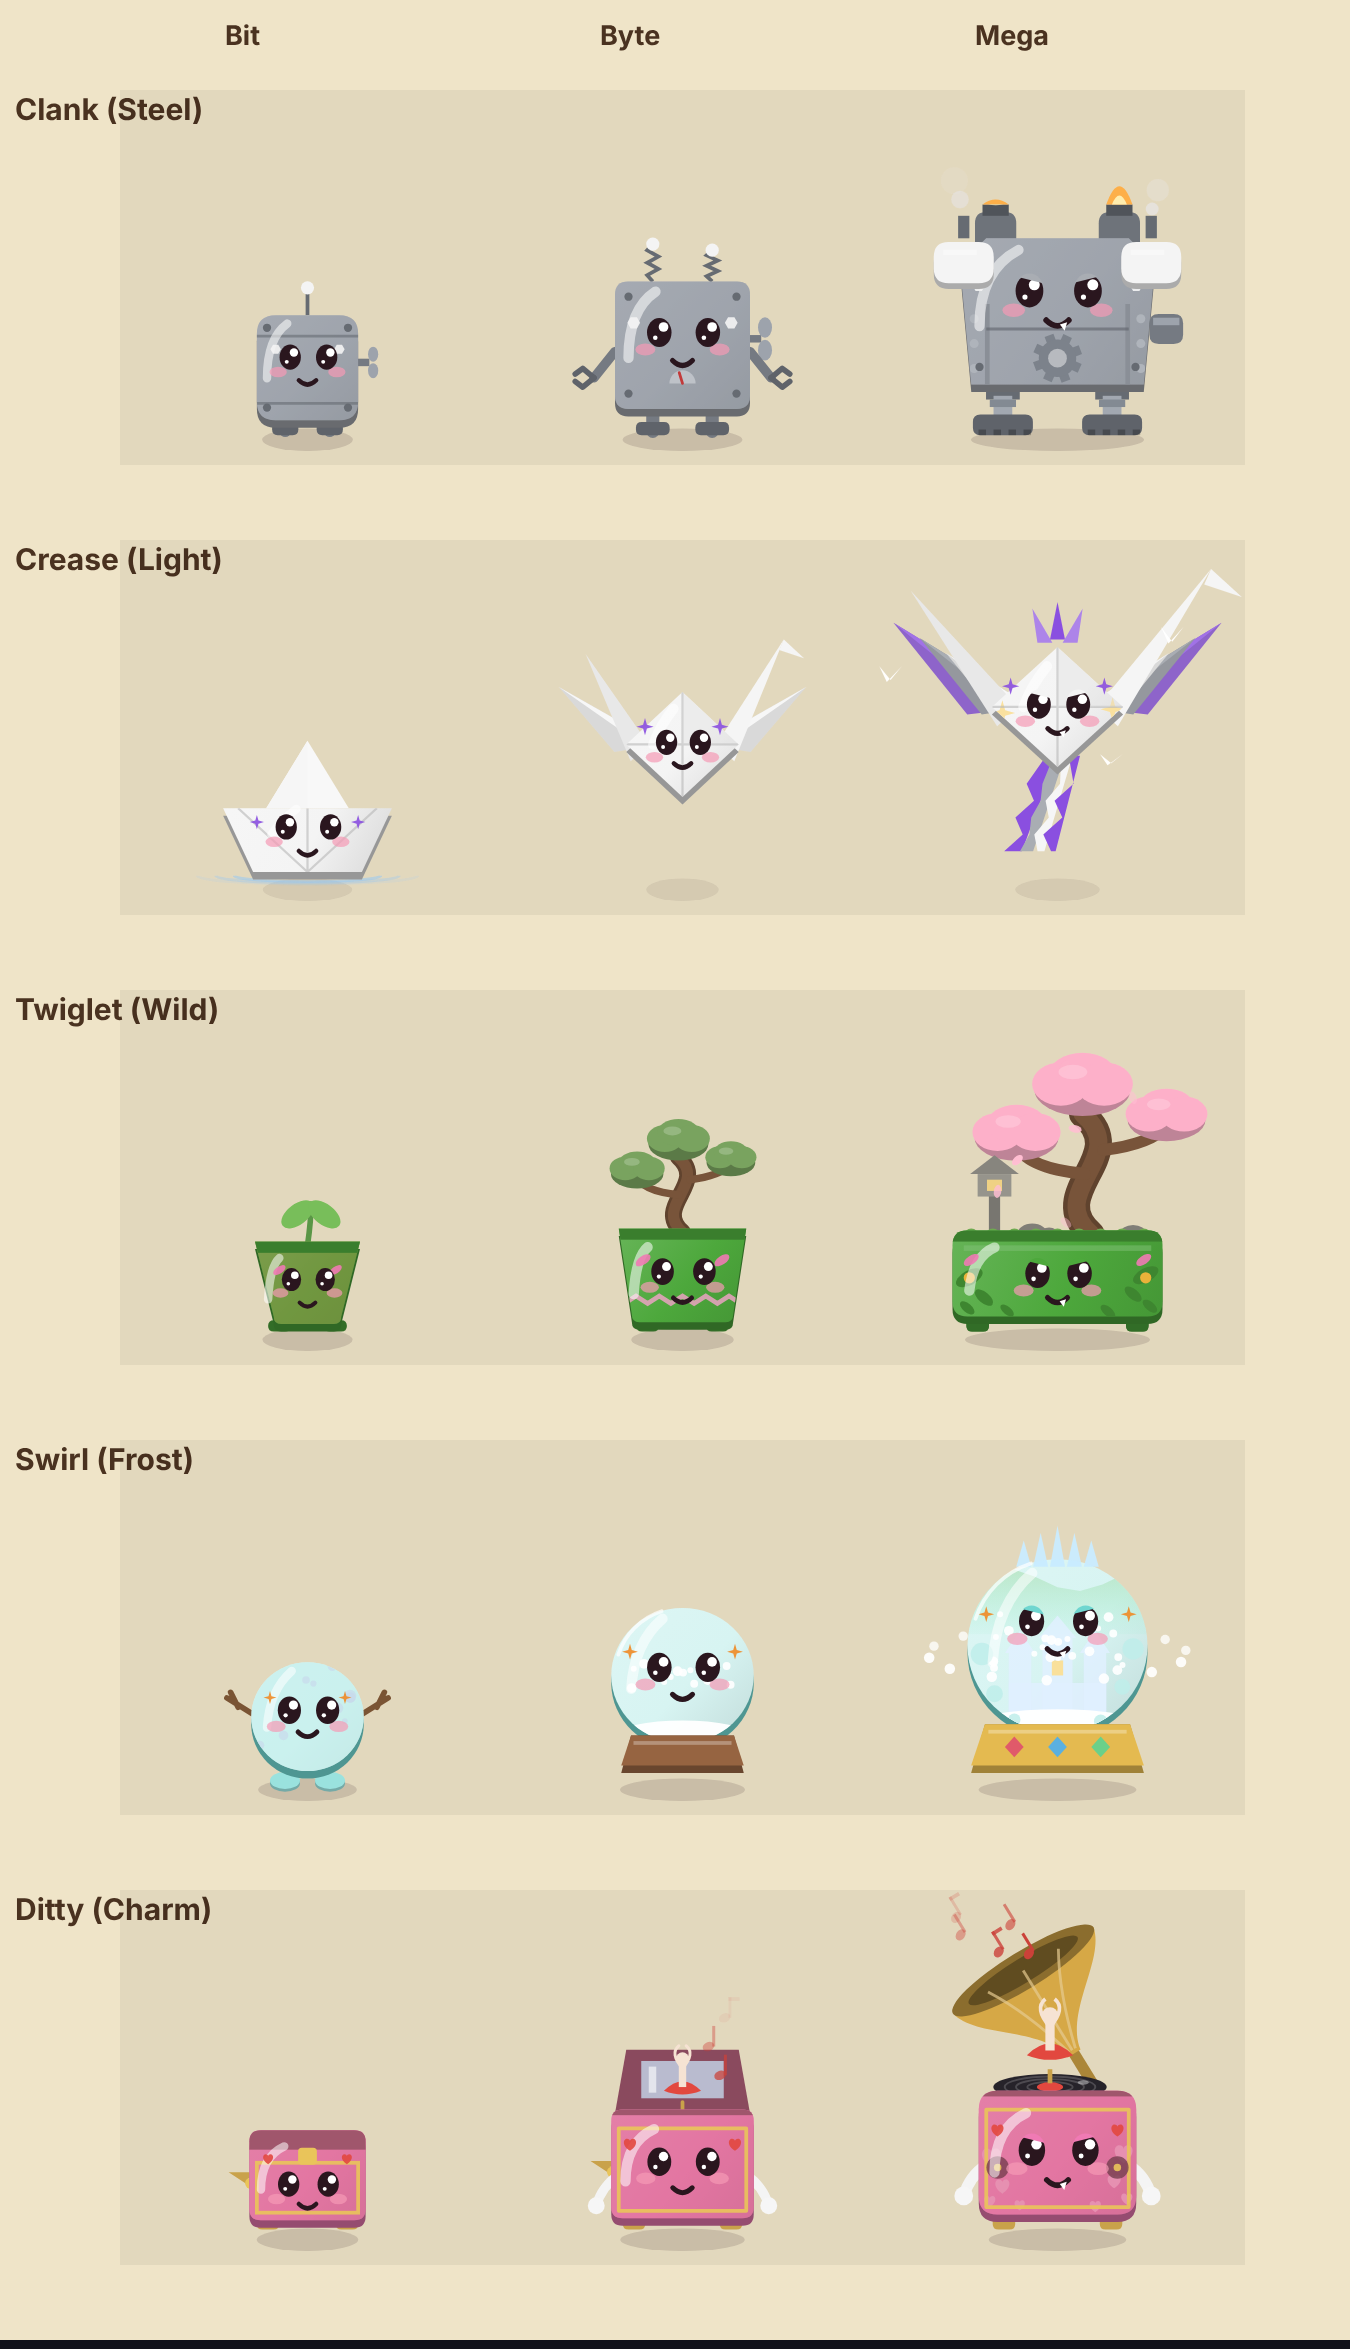 Bit Byte Mega
Clank (Steel)
Crease (Light)
Twiglet (Wild)
Swirl (Frost)
Ditty (Charm)